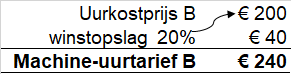 Uurkostprijs B € 200
winstopslag 20% € 40
Machine-uurtarief B € 240